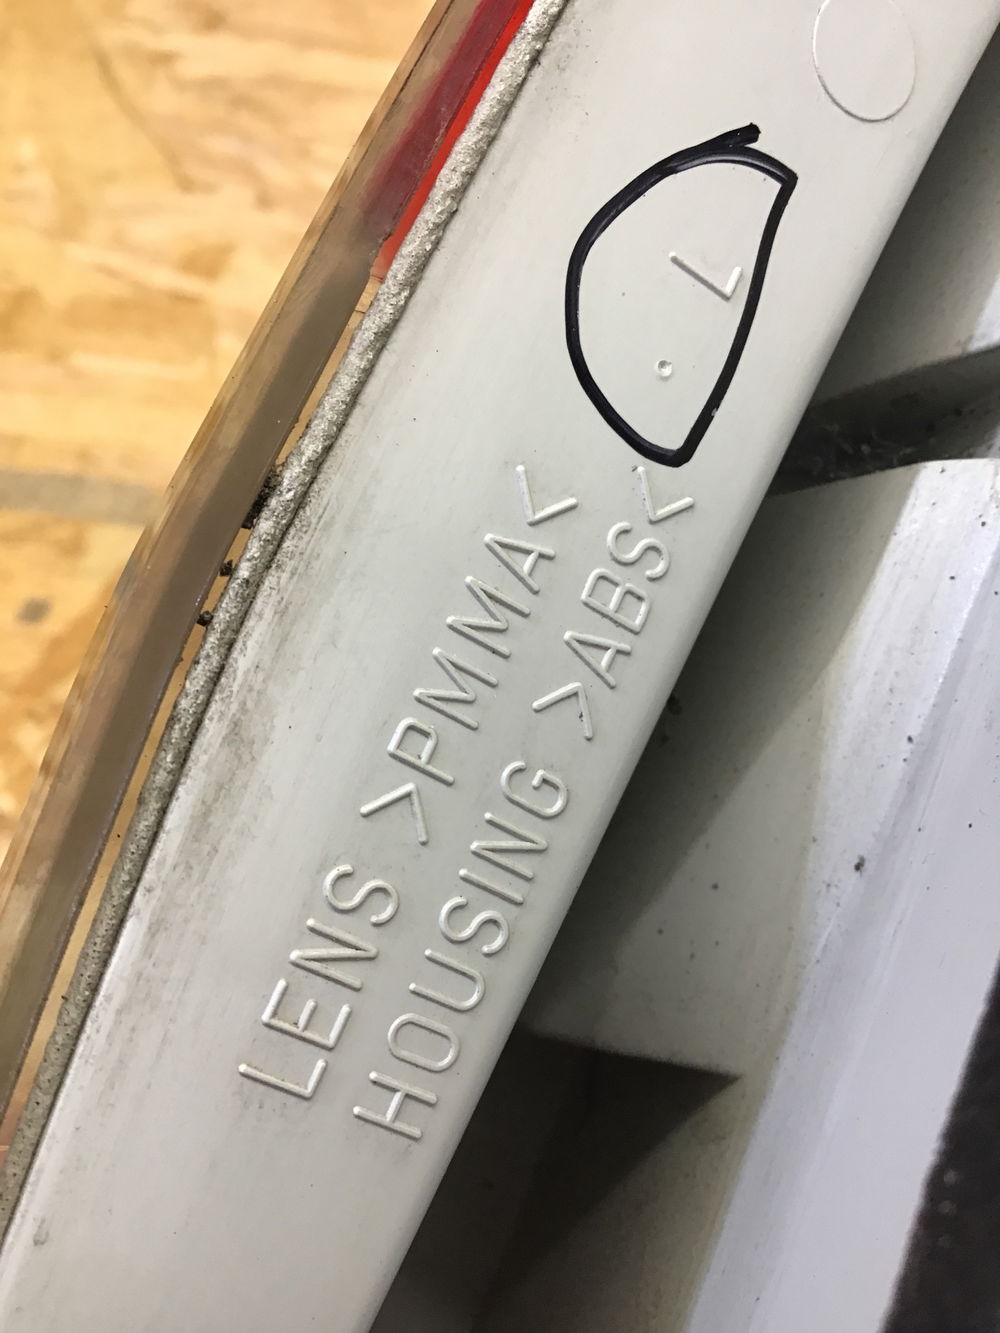 L
LENS >PMMA<
HOUSING >ABS<